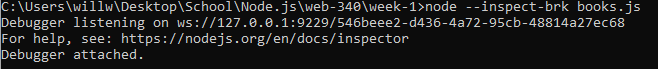 C:\Users\willw\Desktop\School\Node.js\web-340\week-1>node --inspect-brk books.js
Debugger listening on ws://127.0.0.1:9229/546beee2-d436-4a72-95cb-48814a27ec68
For help, see: https://nodejs.org/en/docs/inspector
Debugger attached.